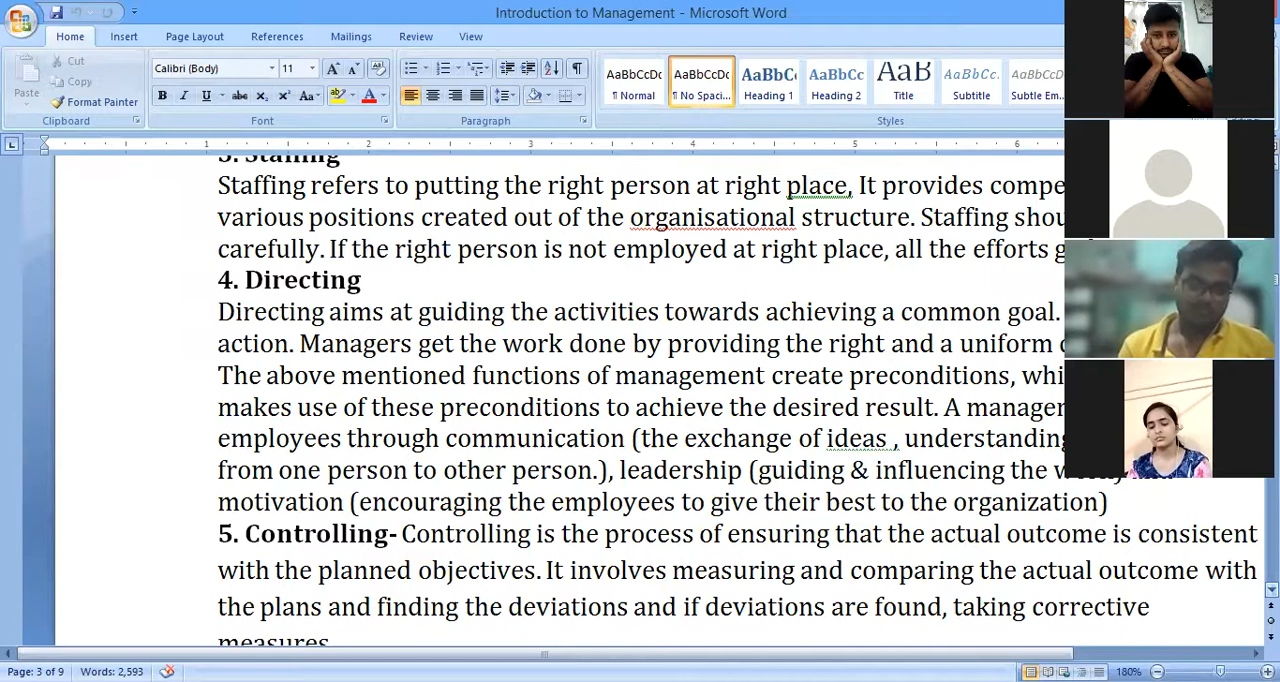 Introduction to Management - Microsoft Word
Home Insert Page Layout References Mailings Review View
Paste
Cut
Copy
Format Painter
Clipboard
Calibri (Body) 11
Font
Paragraph
AaBbCcDc AaBbCcDc AaBbC AaBbCc AaB AaBbCc. AaBbCcD
¶ Normal ¶ No Spaci... Heading 1 Heading 2 Title Subtitle Subtle Em...
Styles
1 2 3 4 5 6
3. Staffing
Staffing refers to putting the right person at right place, It provides compe
various positions created out of the organisational structure. Staffing shou
carefully. If the right person is not employed at right place, all the efforts g
4. Directing
Directing aims at guiding the activities towards achieving a common goal.
action. Managers get the work done by providing the right and a uniform
The above mentioned functions of management create preconditions, whi
makes use of these preconditions to achieve the desired result. A manager
employees through communication (the exchange of ideas , understanding
from one person to other person.), leadership (guiding & influencing the
motivation (encouraging the employees to give their best to the organization)
5. Controlling- Controlling is the process of ensuring that the actual outcome is consistent
with the planned objectives. It involves measuring and comparing the actual outcome with
the plans and finding the deviations and if deviations are found, taking corrective
measures.
Page: 3 of 9 Words: 2,593 180%